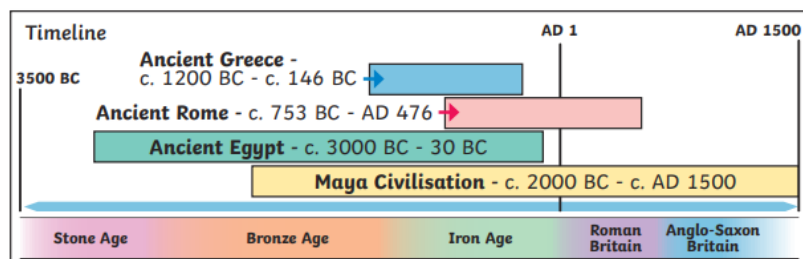 Timeline
AD 1
AD 1500
3500 BC
Ancient Greece -
c. 1200 BC - c. 146 BC
Ancient Rome - c. 753 BC - AD 476
Ancient Egypt - c. 3000 BC - 30 BC
Maya Civilisation - c. 2000 BC - c. AD 1500
Stone Age
Bronze Age
Iron Age
Roman
Britain
Anglo-Saxon
Britain